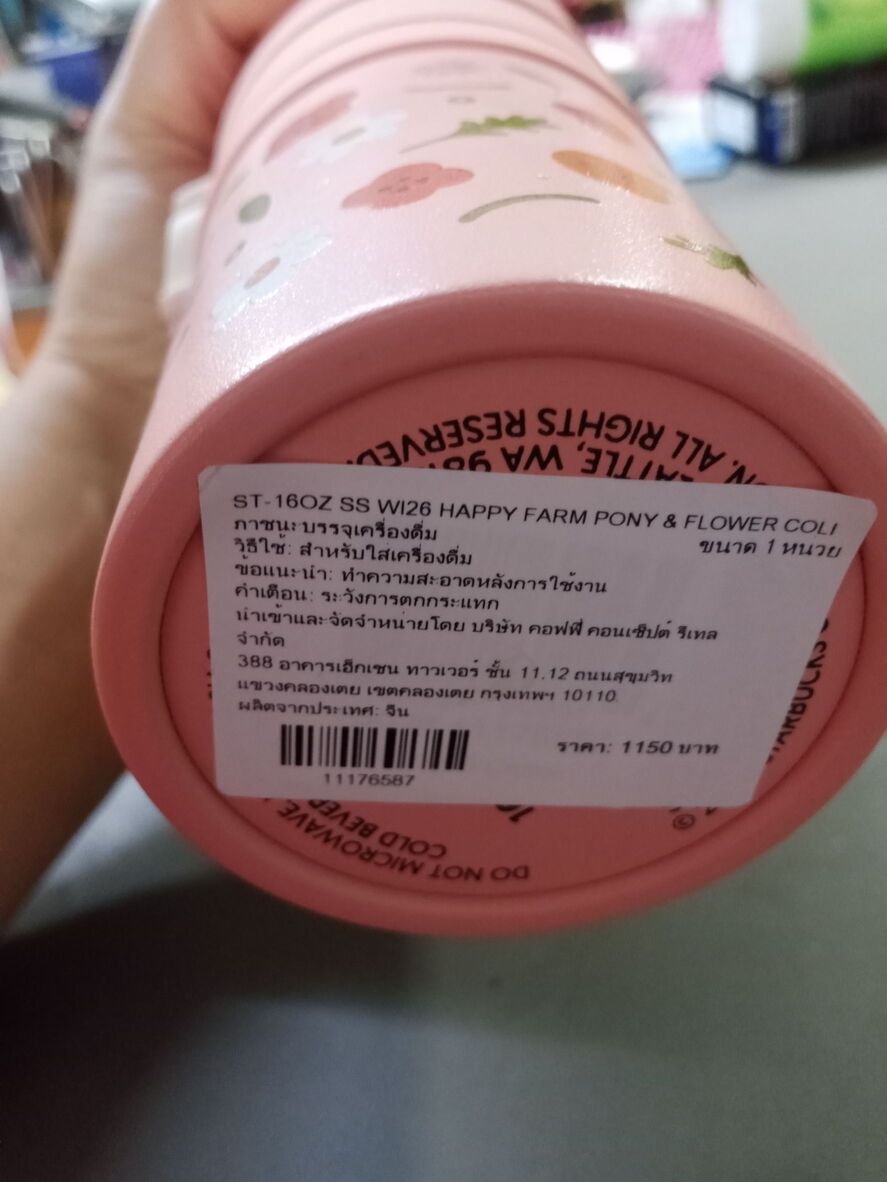 ST-16OZ SS WI26 HAPPY FARM PONY & FLOWER COLI
ภาชนะบรรจุเครื่องดื่ม
ขนาด 1 หน่วย
วิธีใช้: สำหรับใส่เครื่องดื่ม
ข้อแนะนำ: ทำความสะอาดหลังการใช้งาน
คำเตือน: ระวังการตกกระแทก
นำเข้าและจัดจำหน่ายโดย บริษัท คอฟฟี่ คอนเซ็ปต์ รีเทล
จำกัด
388 อาคารเอ็กเซน ทาวเวอร์ ชั้น 11.12 ถนนสุขุมวิท
แขวงคลองเตย เขตคลองเตย กรุงเทพฯ 10110
ผลิตจากประเทศ: จีน
ราคา: 1150 บาท
11176587
ALL RIGHTS RESERVED.
WA 98
DO NOT MICROWAVE.
COLD